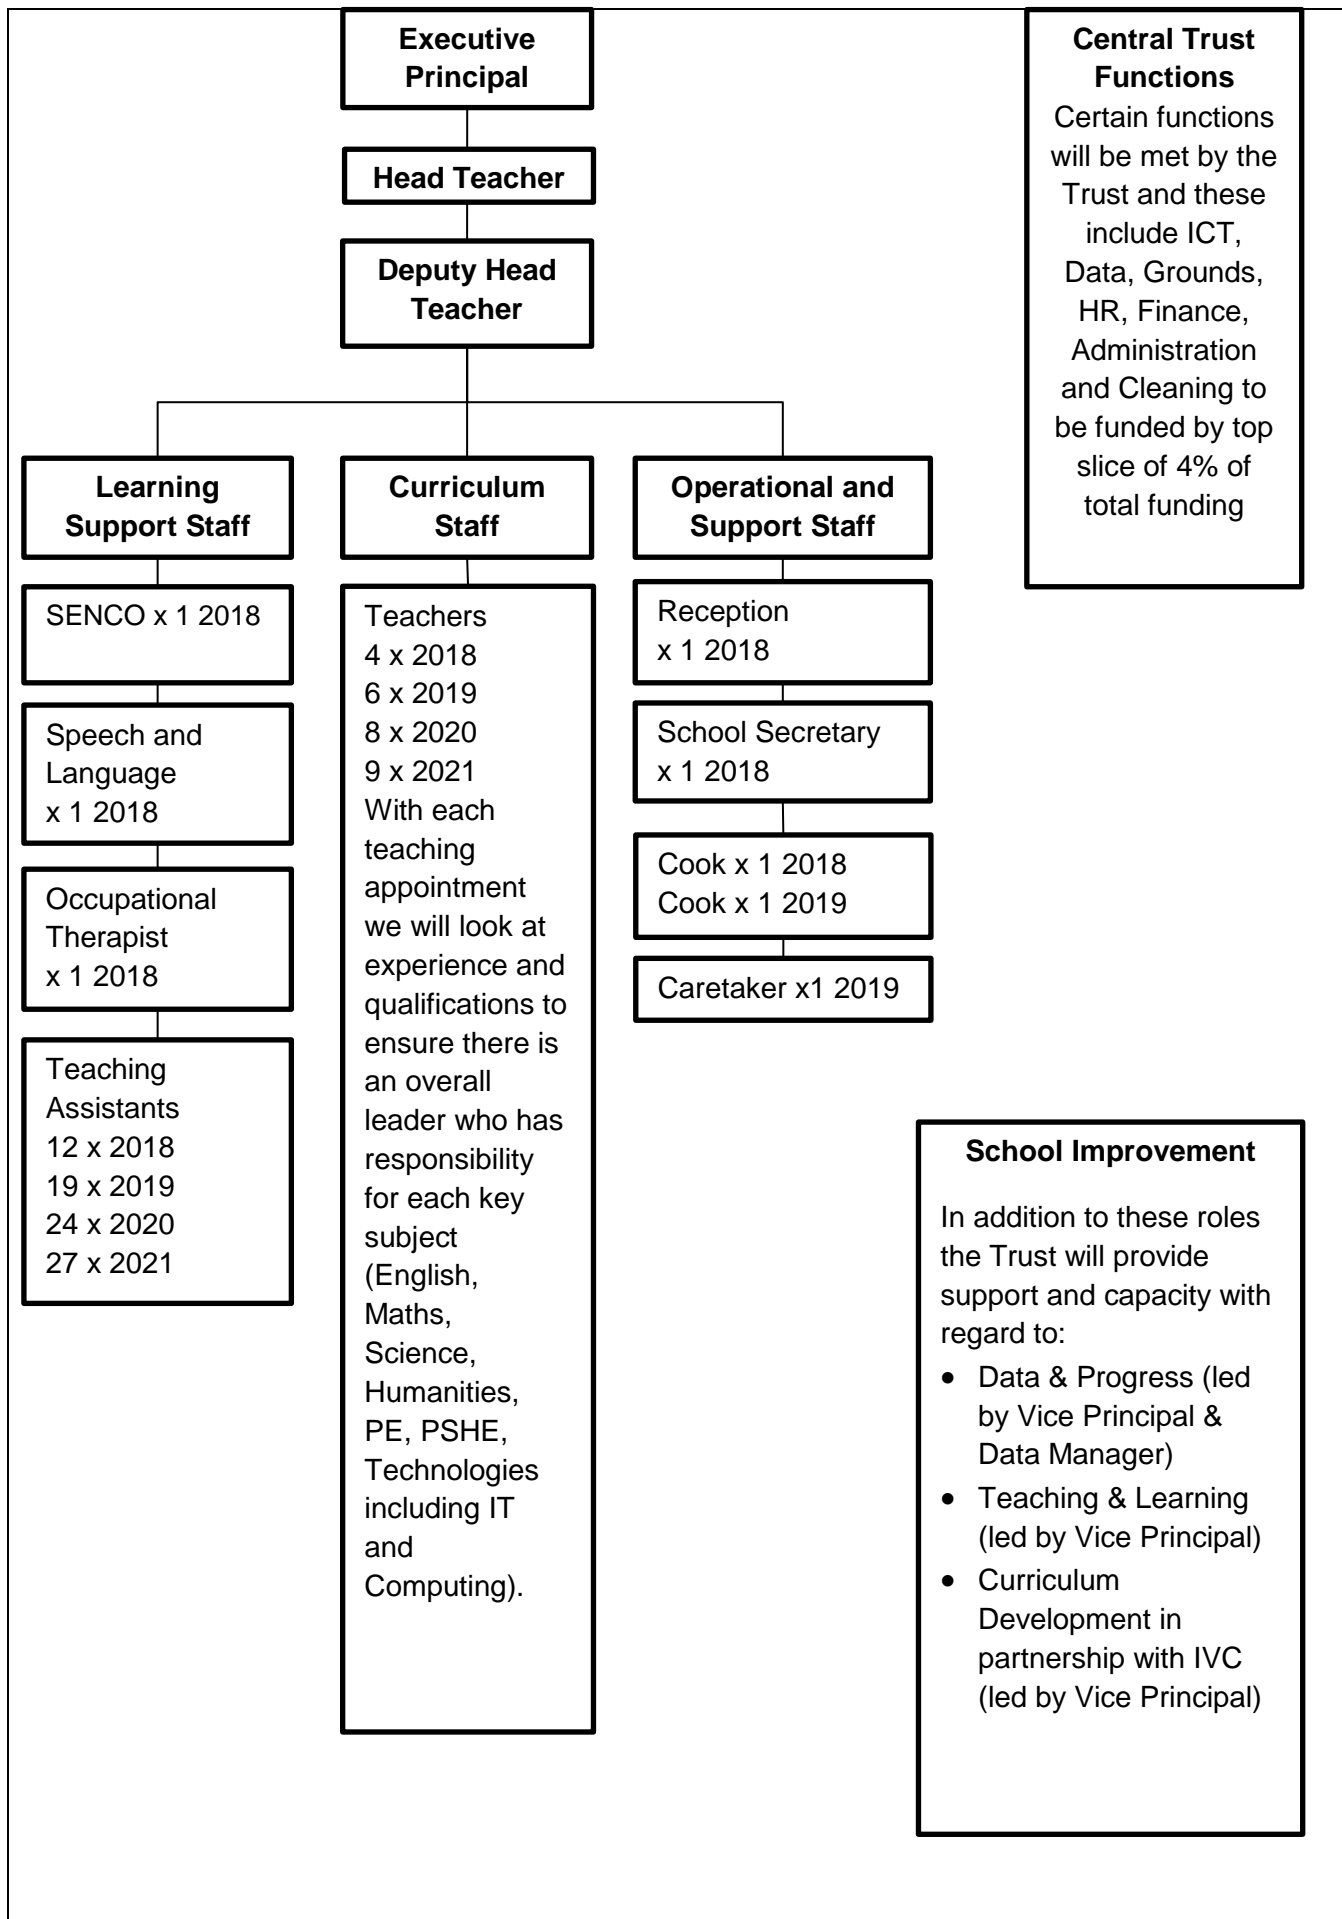 Executive
Principal
Head Teacher
Deputy Head
Teacher
Learning
Support Staff
SENCO x 1 2018
Speech and
Language
x 1 2018
Occupational
Therapist
x 1 2018
Teaching
Assistants
12 x 2018
19 x 2019
24 x 2020
27 x 2021
Curriculum
Staff
Teachers
4 x 2018
6 x 2019
8 x 2020
9 x 2021
With each
teaching
appointment
we will look at
experience and
qualifications to
ensure there is
an overall
leader who has
responsibility
for each key
subject
(English,
Maths,
Science,
Humanities,
PE, PSHE,
Technologies
including IT
and
Computing).
Operational and
Support Staff
Reception
x 1 2018
School Secretary
x 1 2018
Cook x 1 2018
Cook x 1 2019
Caretaker x1 2019
Central Trust
Functions
Certain functions
will be met by the
Trust and these
include ICT,
Data, Grounds,
HR, Finance,
Administration
and Cleaning to
be funded by top
slice of 4% of
total funding
School Improvement
In addition to these roles
the Trust will provide
support and capacity with
regard to:
• Data & Progress (led
by Vice Principal &
Data Manager)
• Teaching & Learning
(led by Vice Principal)
• Curriculum
Development in
partnership with IVC
(led by Vice Principal)